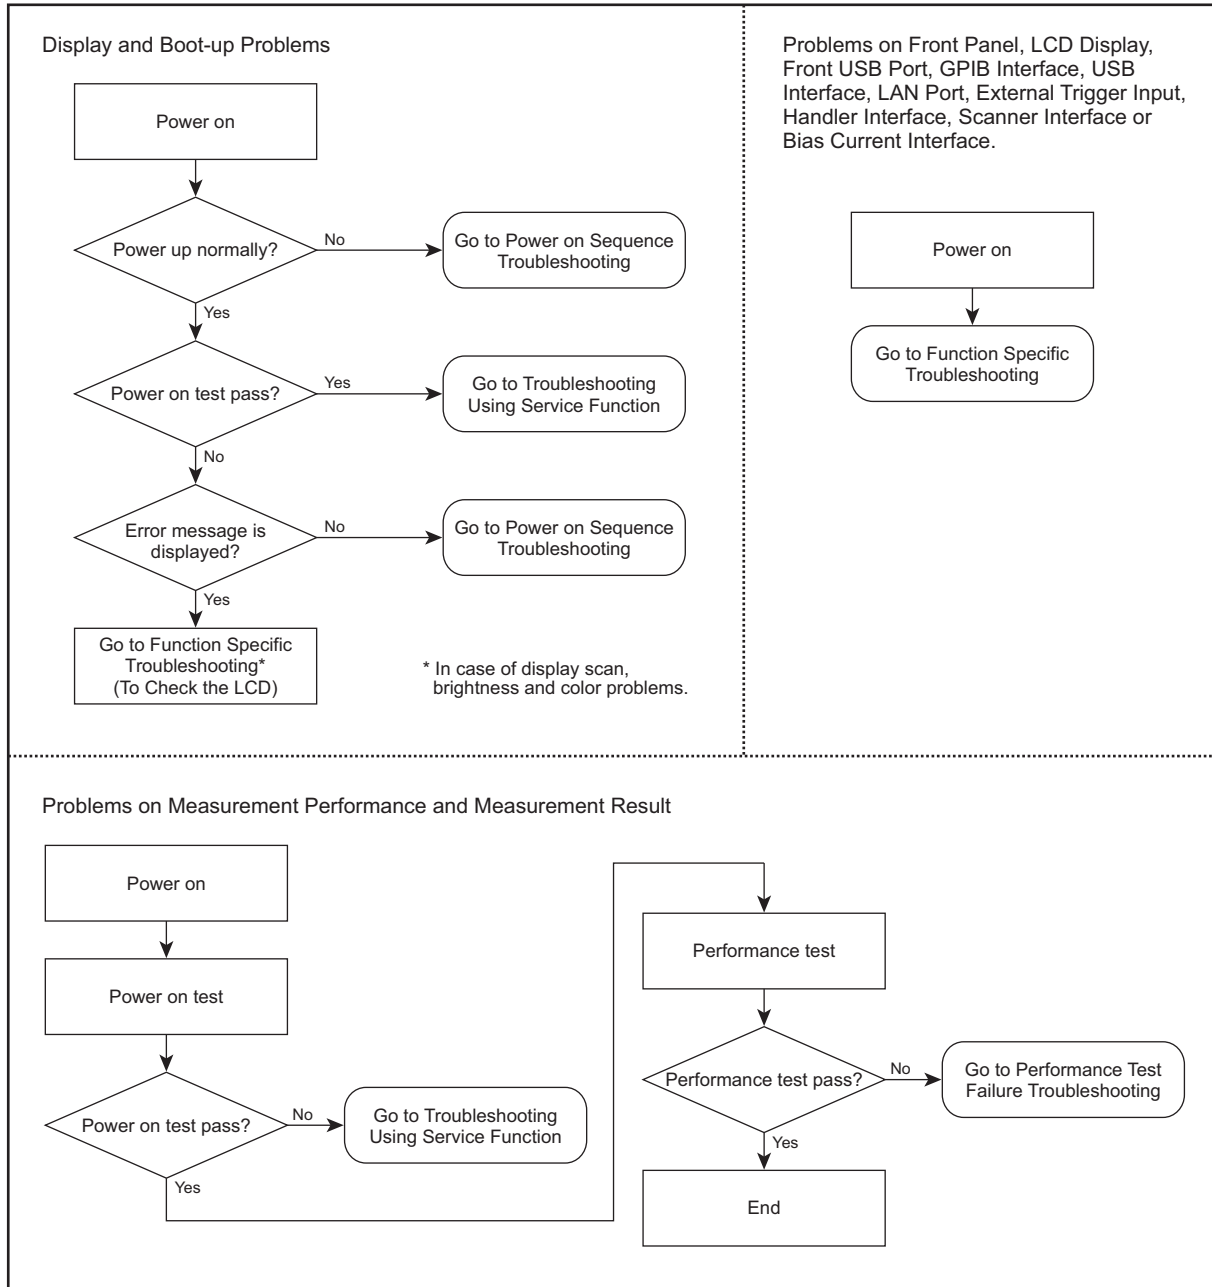 Display and Boot-up Problems
Power on
Power up normally?
No
Go to Power on Sequence
Troubleshooting
Yes
Power on test pass?
Yes
Go to Troubleshooting
Using Service Function
No
Error message is
displayed?
No
Go to Power on Sequence
Troubleshooting
Yes
Go to Function Specific
Troubleshooting*
(To Check the LCD)
* In case of display scan,
brightness and color problems.
Problems on Front Panel, LCD Display,
Front USB Port, GPIB Interface, USB
Interface, LAN Port, External Trigger Input,
Handler Interface, Scanner Interface or
Bias Current Interface.
Power on
Go to Function Specific
Troubleshooting
Problems on Measurement Performance and Measurement Result
Power on
Power on test
Power on test pass?
No
Go to Troubleshooting
Using Service Function
Yes
Performance test
Performance test pass?
No
Go to Performance Test
Failure Troubleshooting
Yes
End